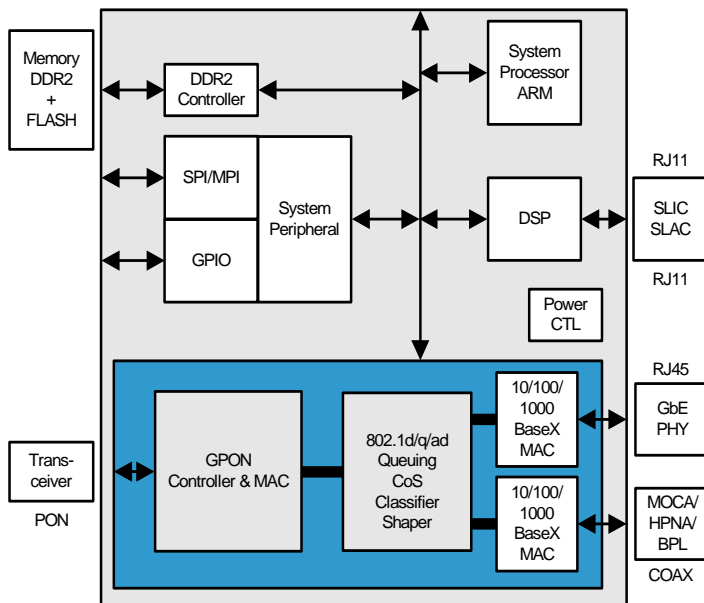 Memory
DDR2
+
FLASH
DDR2
Controller
System
Processor
ARM
SPI/MPI
GPIO
System
Peripheral
DSP
RJ11
SLIC
SLAC
RJ11
Power
CTL
Trans-
ceiver
PON
GPON
Controller & MAC
802.1d/q/ad
Queuing
CoS
Classifier
Shaper
10/100/
1000
BaseX
MAC
10/100/
1000
BaseX
MAC
RJ45
GbE
PHY
MOCA/
HPNA/
BPL
COAX